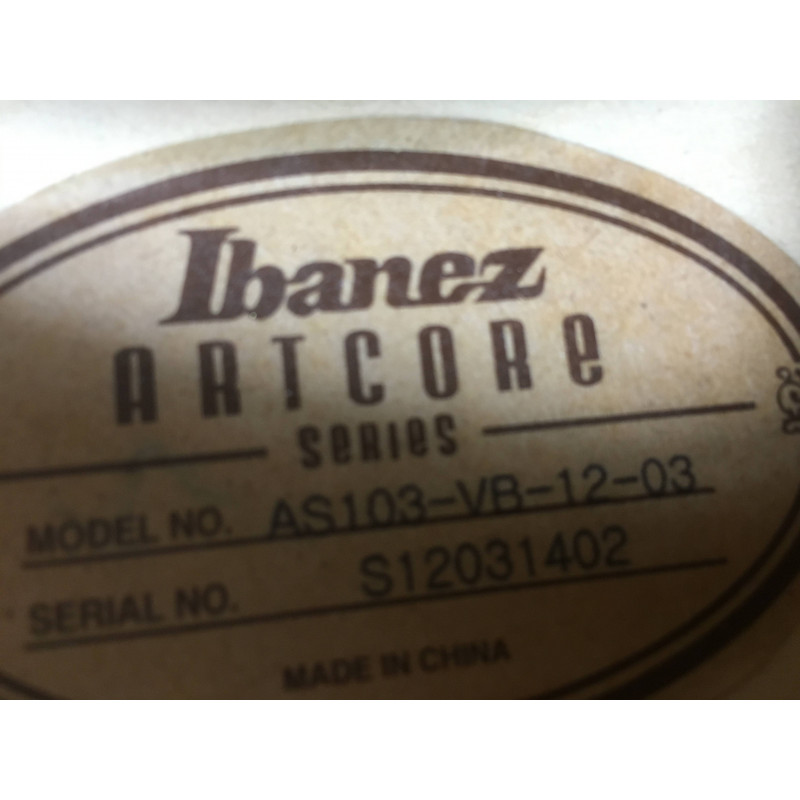 Ibanez
ARTCORE
SERIES
MODEL NO. AS103-VB-12-03
SERIAL NO. S12031402
MADE IN CHINA